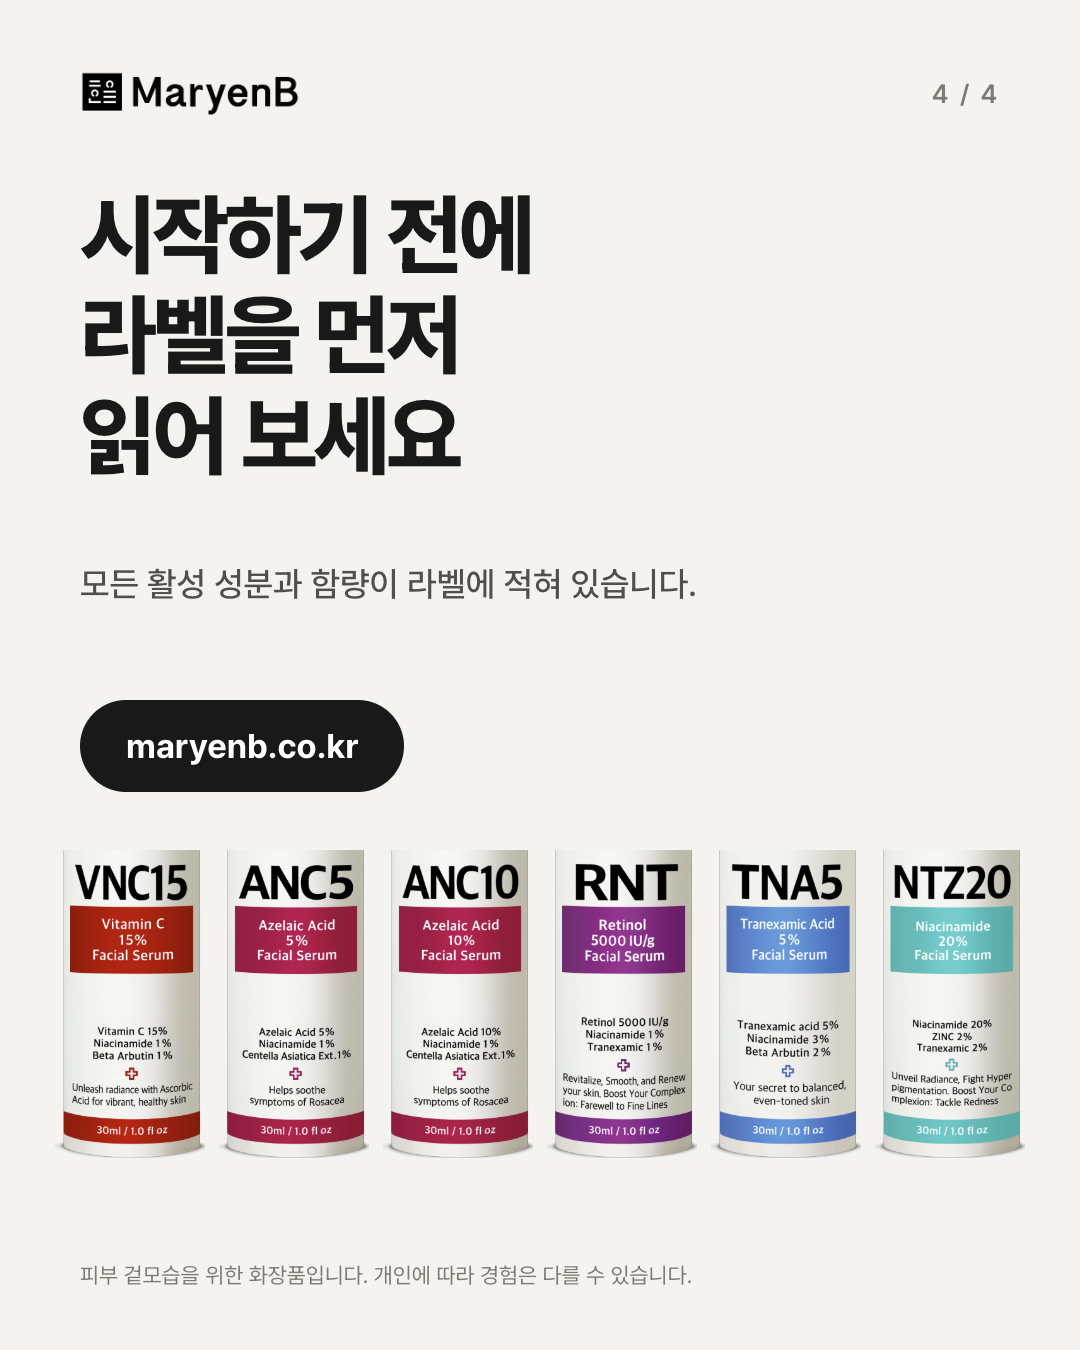 MaryenB
4 / 4
시작하기 전에
라벨을 먼저
읽어 보세요
모든 활성 성분과 함량이 라벨에 적혀 있습니다.
maryenb.co.kr
VNC15
Vitamin C
15%
Facial Serum
Vitamin C 15%
Niacinamide 1%
Beta Arbutin 1%
Unleash radiance with Ascorbic
Acid for vibrant, healthy skin
30ml / 1.0 fl oz
ANC5
Azelaic Acid
5%
Facial Serum
Azelaic Acid 5%
Niacinamide 1%
Centella Asiatica Ext.1%
Helps soothe
symptoms of Rosacea
30ml / 1.0 fl oz
ANC10
Azelaic Acid
10%
Facial Serum
Azelaic Acid 10%
Niacinamide 1%
Centella Asiatica Ext.1%
Helps soothe
symptoms of Rosacea
30ml / 1.0 fl oz
RNT
Retinol
5000 IU/g
Facial Serum
Retinol 5000 IU/g
Niacinamide 1%
Tranexamic 1%
Revitalize, Smooth, and Renew
your skin. Boost Your Complex
ion: Farewell to Fine Lines
30ml / 1.0 fl oz
TNA5
Tranexamic Acid
5%
Facial Serum
Tranexamic acid 5%
Niacinamide 3%
Beta Arbutin 2%
Your secret to balanced,
even-toned skin
30ml / 1.0 fl oz
NTZ20
Niacinamide
20%
Facial Serum
Niacinamide 20%
ZINC 2%
Tranexamic 2%
Unveil Radiance, Fight Hyper
pigmentation. Boost Your Co
mplexion: Tackle Redness
30ml / 1.0 fl oz
피부 겉모습을 위한 화장품입니다. 개인에 따라 경험은 다를 수 있습니다.